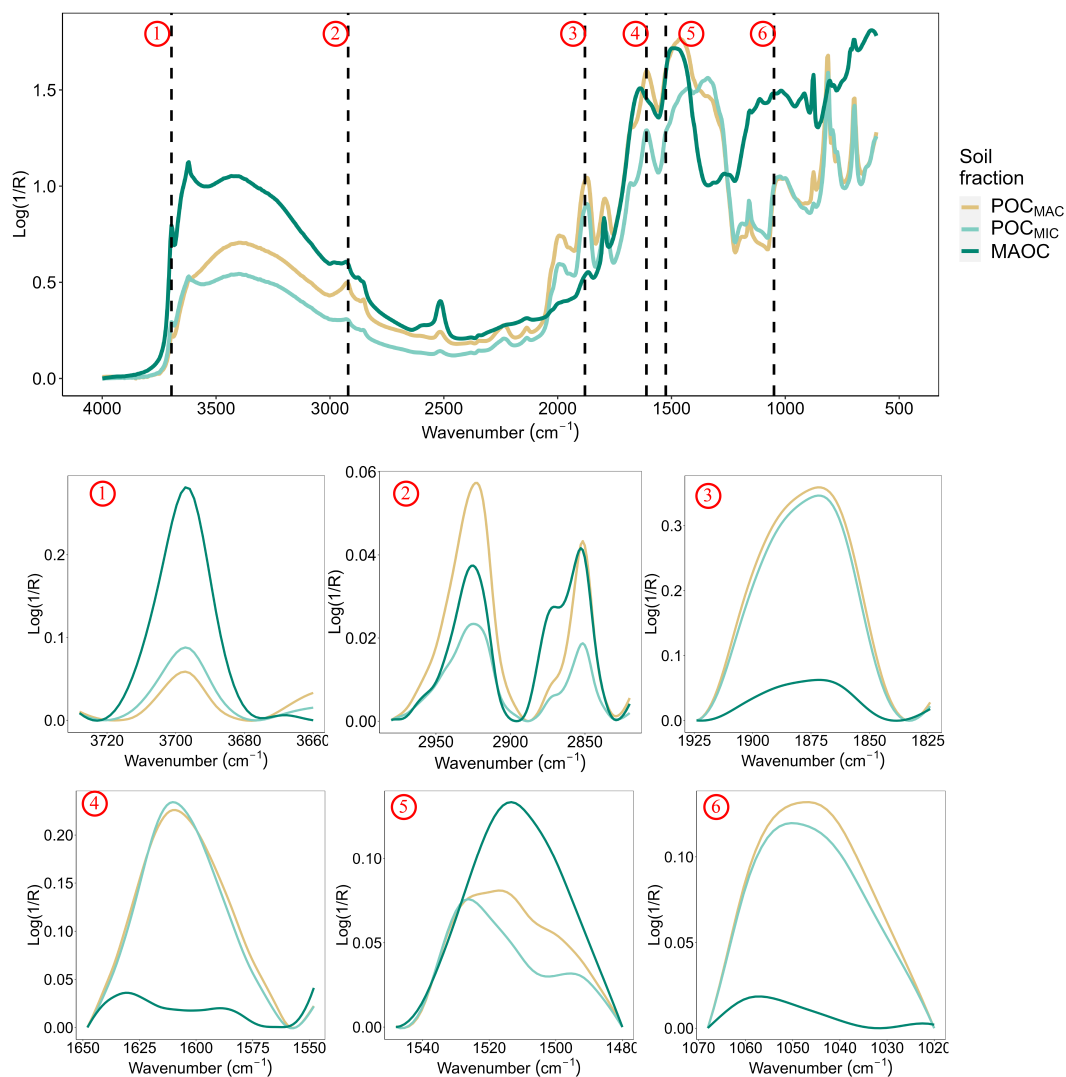 ① ② ③ ④ ⑤ ⑥
Log(1/R)
1.5
1.0
0.5
0.0
4000 3500 3000 2500 2000 1500 1000 500
Wavenumber (cm⁻¹)
Soil
fraction
POC_MAC
POC_MIC
MAOC
①
Log(1/R)
0.2
0.1
0.0
3720 3700 3680 3660
Wavenumber (cm⁻¹)
②
Log(1/R)
0.06
0.04
0.02
0.00
2950 2900 2850
Wavenumber (cm⁻¹)
③
Log(1/R)
0.3
0.2
0.1
0.0
1925 1900 1875 1850 1825
Wavenumber (cm⁻¹)
④
Log(1/R)
0.20
0.15
0.10
0.05
0.00
1650 1625 1600 1575 1550
Wavenumber (cm⁻¹)
⑤
Log(1/R)
0.10
0.05
0.00
1540 1520 1500 1480
Wavenumber (cm⁻¹)
⑥
Log(1/R)
0.10
0.05
0.00
1070 1060 1050 1040 1030 1020
Wavenumber (cm⁻¹)